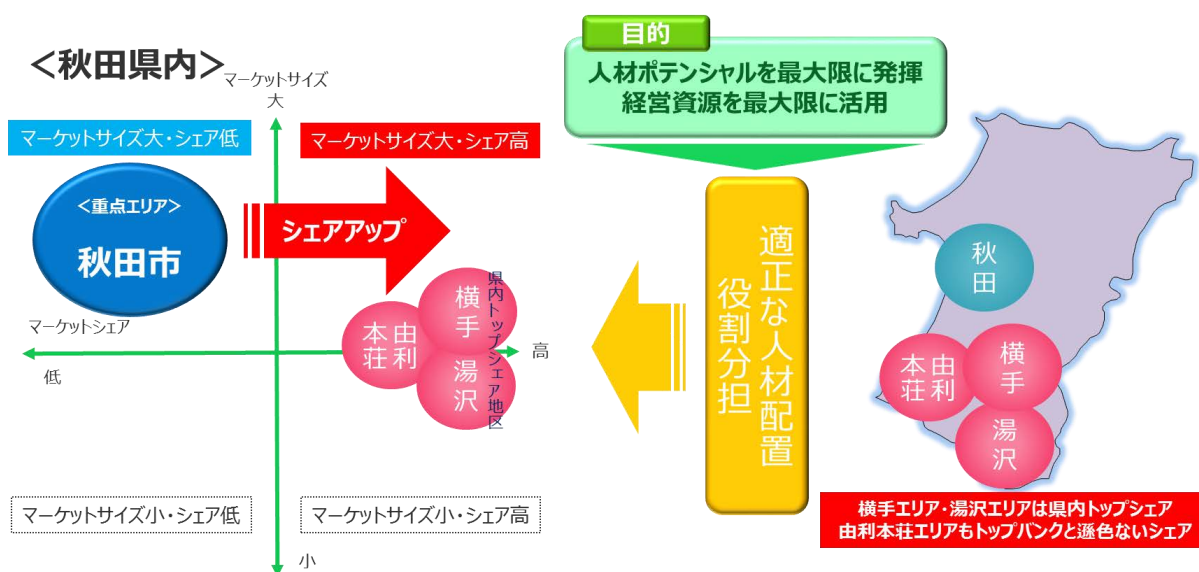 ＜秋田県内＞
マーケットサイズ
大
マーケットサイズ大・シェア低
マーケットサイズ大・シェア高
＜重点エリア＞
秋田市
シェアアップ
マーケットシェア
低
高
横手
由利本荘
湯沢
県内トップシェア地区
マーケットサイズ小・シェア低
マーケットサイズ小・シェア高
小
目的
人材ポテンシャルを最大限に発揮
経営資源を最大限に活用
適正な人材配置
役割分担
秋田
由利本荘
横手
湯沢
横手エリア・湯沢エリアは県内トップシェア
由利本荘エリアもトップバンクと遜色ないシェア